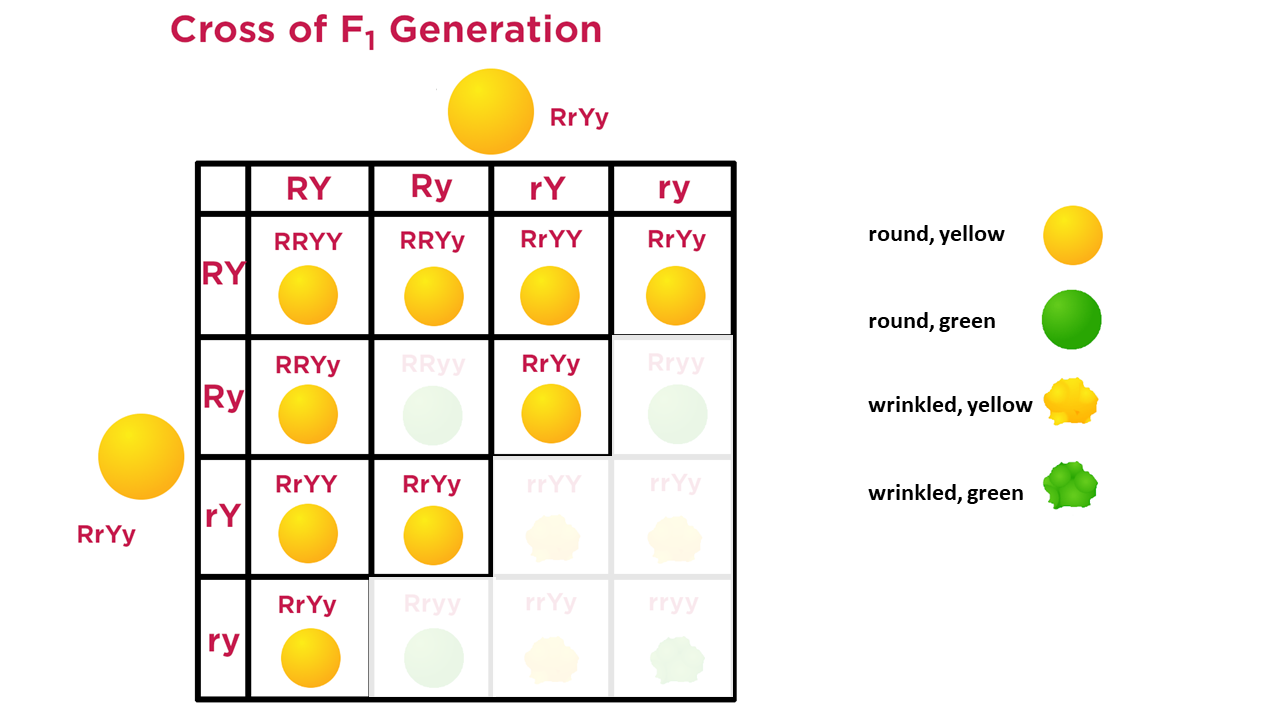 Cross of F₁ Generation
RrYy
RY Ry rY ry
RY RRYY RRYy RrYY RrYy
Ry RRYy RRyy RrYy Rryy
rY RrYY RrYy rrYY rrYy
ry RrYy Rryy rrYy rryy
RrYy
round, yellow
round, green
wrinkled, yellow
wrinkled, green